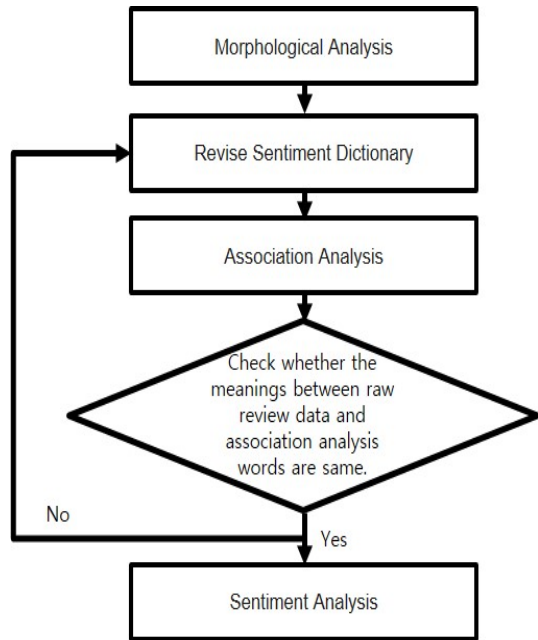 Morphological Analysis
Revise Sentiment Dictionary
Association Analysis
Check whether the
meanings between raw
review data and
association analysis
words are same.
No
Yes
Sentiment Analysis